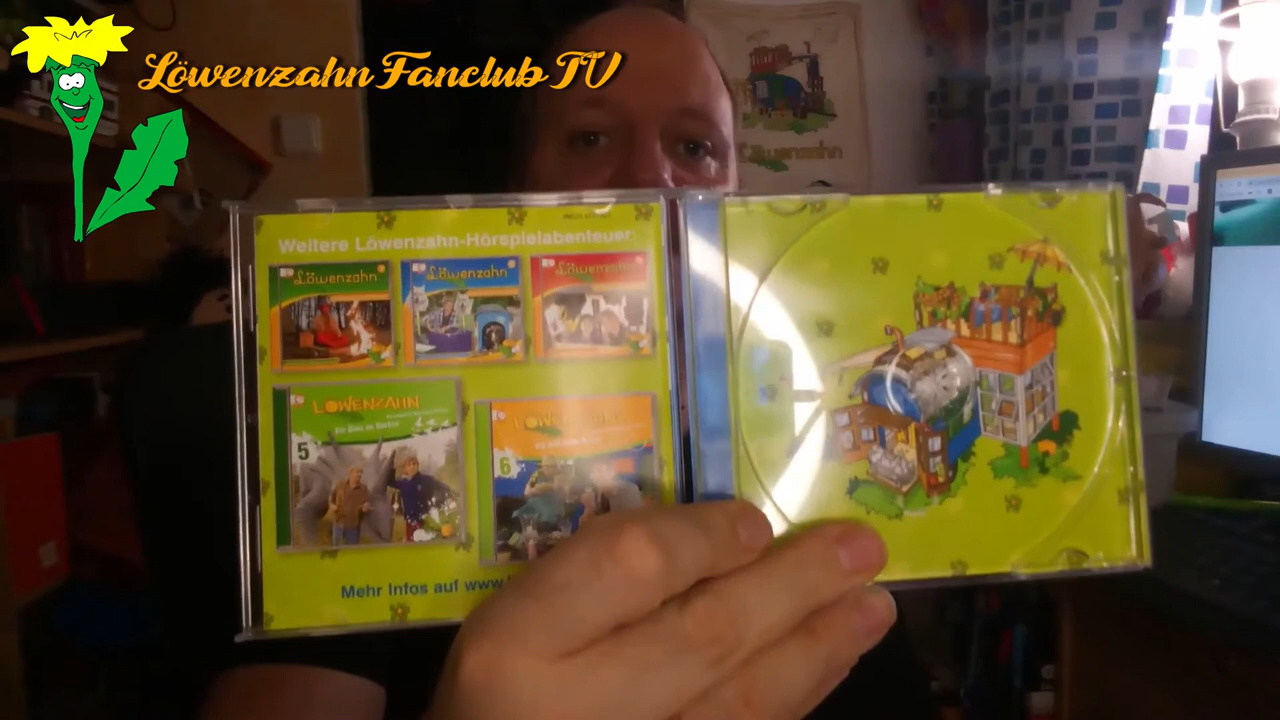 Löwenzahn Fanclub TV
Löwenzahn
Weitere Löwenzahn-Hörspielabenteuer:
Löwenzahn
Löwenzahn
Löwenzahn
LÖWENZAHN
5
6
Mehr Infos auf www.